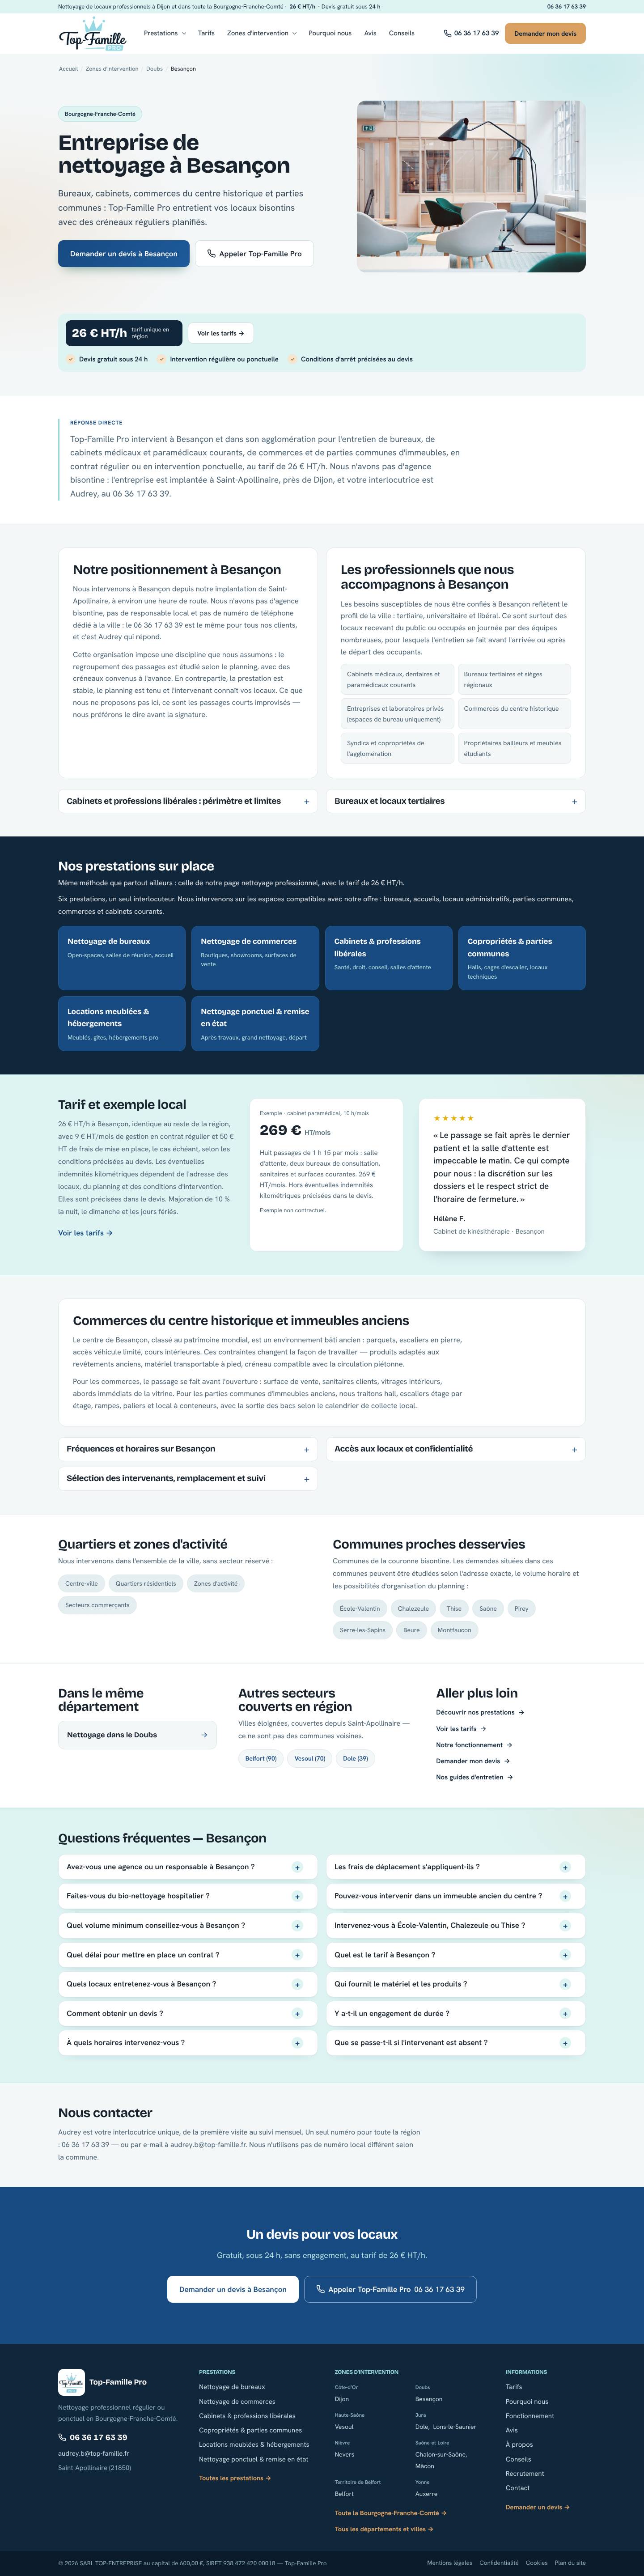 Nettoyage de locaux professionnels à Dijon et dans toute la Bourgogne-Franche-Comté · 26 € HT/h · Devis gratuit sous 24 h
06 36 17 63 39
Top-Famille
PRO
Prestations
Tarifs
Zones d'intervention
Pourquoi nous
Avis
Conseils
06 36 17 63 39
Demander mon devis
Accueil / Zones d'intervention / Doubs / Besançon
Bourgogne-Franche-Comté
Entreprise de
nettoyage à Besançon
Bureaux, cabinets, commerces du centre historique et parties
communes : Top-Famille Pro entretient vos locaux bisontins
avec des créneaux réguliers planifiés.
Demander un devis à Besançon
Appeler Top-Famille Pro
26 € HT/h
tarif unique en
région
Voir les tarifs →
Devis gratuit sous 24 h
Intervention régulière ou ponctuelle
Conditions d'arrêt précisées au devis
RÉPONSE DIRECTE
Top-Famille Pro intervient à Besançon et dans son agglomération pour l'entretien de bureaux, de
cabinets médicaux et paramédicaux courants, de commerces et de parties communes d'immeubles, en
contrat régulier ou en intervention ponctuelle, au tarif de 26 € HT/h. Nous n'avons pas d'agence
bisontine : l'entreprise est implantée à Saint-Apollinaire, près de Dijon, et votre interlocutrice est
Audrey, au 06 36 17 63 39.
Notre positionnement à Besançon
Nous intervenons à Besançon depuis notre implantation de Saint-
Apollinaire, à environ une heure de route. Nous n'avons pas d'agence
bisontine, pas de responsable local et pas de numéro de téléphone
dédié à la ville : le 06 36 17 63 39 est le même pour tous nos clients,
et c'est Audrey qui répond.
Cette organisation impose une discipline que nous assumons : le
regroupement des passages est étudié selon le planning, avec des
créneaux convenus à l'avance. En contrepartie, la prestation est
stable, le planning est tenu et l'intervenant connaît vos locaux. Ce que
nous ne proposons pas ici, ce sont les passages courts improvisés —
nous préférons le dire avant la signature.
Les professionnels que nous
accompagnons à Besançon
Les besoins susceptibles de nous être confiés à Besançon reflètent le
profil de la ville : tertiaire, universitaire et libéral. Ce sont surtout des
locaux recevant du public ou occupés en journée par des équipes
nombreuses, pour lesquels l'entretien se fait avant l'arrivée ou après
le départ des occupants.
Cabinets médicaux, dentaires et
paramédicaux courants
Bureaux tertiaires et sièges
régionaux
Entreprises et laboratoires privés
(espaces de bureau uniquement)
Commerces du centre historique
Syndics et copropriétés de
l'agglomération
Propriétaires bailleurs et meublés
étudiants
Cabinets et professions libérales : périmètre et limites +
Bureaux et locaux tertiaires +
Nos prestations sur place
Même méthode que partout ailleurs : celle de notre page nettoyage professionnel, avec le tarif de 26 € HT/h.
Six prestations, un seul interlocuteur. Nous intervenons sur les espaces compatibles avec notre offre : bureaux, accueils, locaux administratifs, parties communes,
commerces et cabinets courants.
Nettoyage de bureaux
Open-spaces, salles de réunion, accueil
Nettoyage de commerces
Boutiques, showrooms, surfaces de
vente
Cabinets & professions
libérales
Santé, droit, conseil, salles d'attente
Copropriétés & parties
communes
Halls, cages d'escalier, locaux
techniques
Locations meublées &
hébergements
Meublés, gîtes, hébergements pro
Nettoyage ponctuel & remise
en état
Après travaux, grand nettoyage, départ
Tarif et exemple local
26 € HT/h à Besançon, identique au reste de la région,
avec 9 € HT/mois de gestion en contrat régulier et 50 €
HT de frais de mise en place, le cas échéant, selon les
conditions précisées au devis. Les éventuelles
indemnités kilométriques dépendent de l'adresse des
locaux, du planning et des conditions d'intervention.
Elles sont précisées dans le devis. Majoration de 10 %
la nuit, le dimanche et les jours fériés.
Voir les tarifs →
Exemple · cabinet paramédical, 10 h/mois
269 € HT/mois
Huit passages de 1 h 15 par mois : salle
d'attente, deux bureaux de consultation,
sanitaires et surfaces courantes. 269 €
HT/mois. Hors éventuelles indemnités
kilométriques précisées dans le devis.
Exemple non contractuel.
★★★★★
« Le passage se fait après le dernier
patient et la salle d'attente est
impeccable le matin. Ce qui compte
pour nous : la discrétion sur les
dossiers et le respect strict de
l'horaire de fermeture. »
Hélène F.
Cabinet de kinésithérapie · Besançon
Commerces du centre historique et immeubles anciens
Le centre de Besançon, classé au patrimoine mondial, est un environnement bâti ancien : parquets, escaliers en pierre,
accès véhicule limité, cours intérieures. Ces contraintes changent la façon de travailler — produits adaptés aux
revêtements anciens, matériel transportable à pied, créneau compatible avec la circulation piétonne.
Pour les commerces, le passage se fait avant l'ouverture : surface de vente, sanitaires clients, vitrages intérieurs,
abords immédiats de la vitrine. Pour les parties communes d'immeubles anciens, nous traitons hall, escaliers étage par
étage, rampes, paliers et local à conteneurs, avec la sortie des bacs selon le calendrier de collecte local.
Fréquences et horaires sur Besançon +
Accès aux locaux et confidentialité +
Sélection des intervenants, remplacement et suivi +
Quartiers et zones d'activité
Nous intervenons dans l'ensemble de la ville, sans secteur réservé :
Centre-ville
Quartiers résidentiels
Zones d'activité
Secteurs commerçants
Communes proches desservies
Communes de la couronne bisontine. Les demandes situées dans ces
communes peuvent être étudiées selon l'adresse exacte, le volume horaire et
les possibilités d'organisation du planning :
École-Valentin
Chalezeule
Thise
Saône
Pirey
Serre-les-Sapins
Beure
Montfaucon
Dans le même
département
Nettoyage dans le Doubs →
Autres secteurs
couverts en région
Villes éloignées, couvertes depuis Saint-Apollinaire —
ce ne sont pas des communes voisines.
Belfort (90)
Vesoul (70)
Dole (39)
Aller plus loin
Découvrir nos prestations →
Voir les tarifs →
Notre fonctionnement →
Demander mon devis →
Nos guides d'entretien →
Questions fréquentes — Besançon
Avez-vous une agence ou un responsable à Besançon ? +
Les frais de déplacement s'appliquent-ils ? +
Faites-vous du bio-nettoyage hospitalier ? +
Pouvez-vous intervenir dans un immeuble ancien du centre ? +
Quel volume minimum conseillez-vous à Besançon ? +
Intervenez-vous à École-Valentin, Chalezeule ou Thise ? +
Quel délai pour mettre en place un contrat ? +
Quel est le tarif à Besançon ? +
Quels locaux entretenez-vous à Besançon ? +
Qui fournit le matériel et les produits ? +
Comment obtenir un devis ? +
Y a-t-il un engagement de durée ? +
À quels horaires intervenez-vous ? +
Que se passe-t-il si l'intervenant est absent ? +
Nous contacter
Audrey est votre interlocutrice unique, de la première visite au suivi mensuel. Un seul numéro pour toute la région
: 06 36 17 63 39 — ou par e-mail à audrey.b@top-famille.fr. Nous n'utilisons pas de numéro local différent selon
la commune.
Un devis pour vos locaux
Gratuit, sous 24 h, sans engagement, au tarif de 26 € HT/h.
Demander un devis à Besançon
Appeler Top-Famille Pro 06 36 17 63 39
Top-Famille Pro
Nettoyage professionnel régulier ou
ponctuel en Bourgogne-Franche-Comté.
06 36 17 63 39
audrey.b@top-famille.fr
Saint-Apollinaire (21850)
PRESTATIONS
Nettoyage de bureaux
Nettoyage de commerces
Cabinets & professions libérales
Copropriétés & parties communes
Locations meublées & hébergements
Nettoyage ponctuel & remise en état
Toutes les prestations →
ZONES D'INTERVENTION
Côte-d'Or
Dijon
Doubs
Besançon
Haute-Saône
Vesoul
Jura
Dole, Lons-le-Saunier
Nièvre
Nevers
Saône-et-Loire
Chalon-sur-Saône,
Mâcon
Territoire de Belfort
Belfort
Yonne
Auxerre
Toute la Bourgogne-Franche-Comté →
Tous les départements et villes →
INFORMATIONS
Tarifs
Pourquoi nous
Fonctionnement
Avis
À propos
Conseils
Recrutement
Contact
Demander un devis →
© 2026 SARL TOP-ENTREPRISE au capital de 600,00 €, SIRET 938 472 420 00018 — Top-Famille Pro
Mentions légales
Confidentialité
Cookies
Plan du site